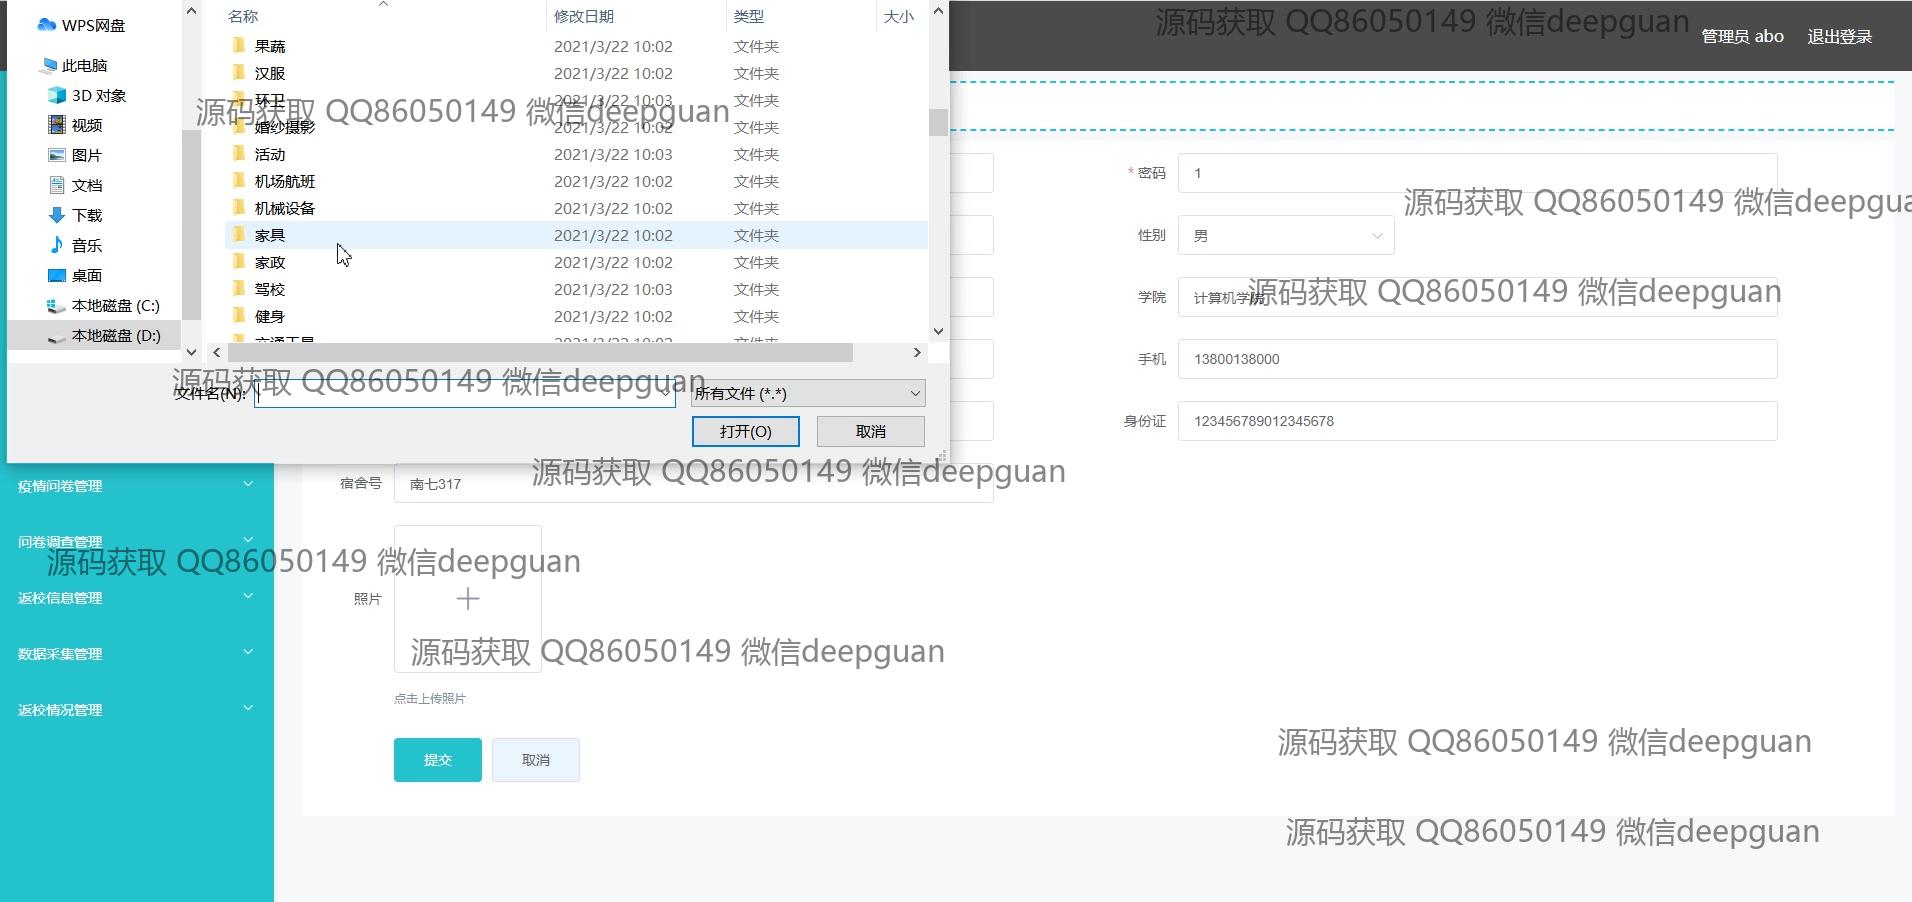 WPS网盘
此电脑
3D 对象
视频
图片
文档
下载
音乐
桌面
本地磁盘 (C:)
本地磁盘 (D:)
名称 修改日期 类型 大小
果蔬 2021/3/22 10:02 文件夹
汉服 2021/3/22 10:02 文件夹
环卫 2021/3/22 10:03 文件夹
婚纱摄影 2021/3/22 10:02 文件夹
活动 2021/3/22 10:03 文件夹
机场航班 2021/3/22 10:02 文件夹
机械设备 2021/3/22 10:02 文件夹
家具 2021/3/22 10:02 文件夹
家政 2021/3/22 10:02 文件夹
驾校 2021/3/22 10:03 文件夹
健身 2021/3/22 10:02 文件夹
文件名(N):
所有文件 (*.*)
打开(O) 取消
管理员 abo 退出登录
*密码 1
性别 男
学院 计算机学院
手机 13800138000
身份证 123456789012345678
宿舍号 南七317
照片
点击上传照片
提交 取消
疫情问卷管理
问卷调查管理
返校信息管理
数据采集管理
返校情况管理
源码获取 QQ86050149 微信deepguan
源码获取 QQ86050149 微信deepguan
源码获取 QQ86050149 微信deepgua
源码获取 QQ86050149 微信deepguan
源码获取 QQ86050149 微信deepguan
源码获取 QQ86050149 微信deepguan
源码获取 QQ86050149 微信deepguan
源码获取 QQ86050149 微信deepguan
源码获取 QQ86050149 微信deepguan
源码获取 QQ86050149 微信deepguan